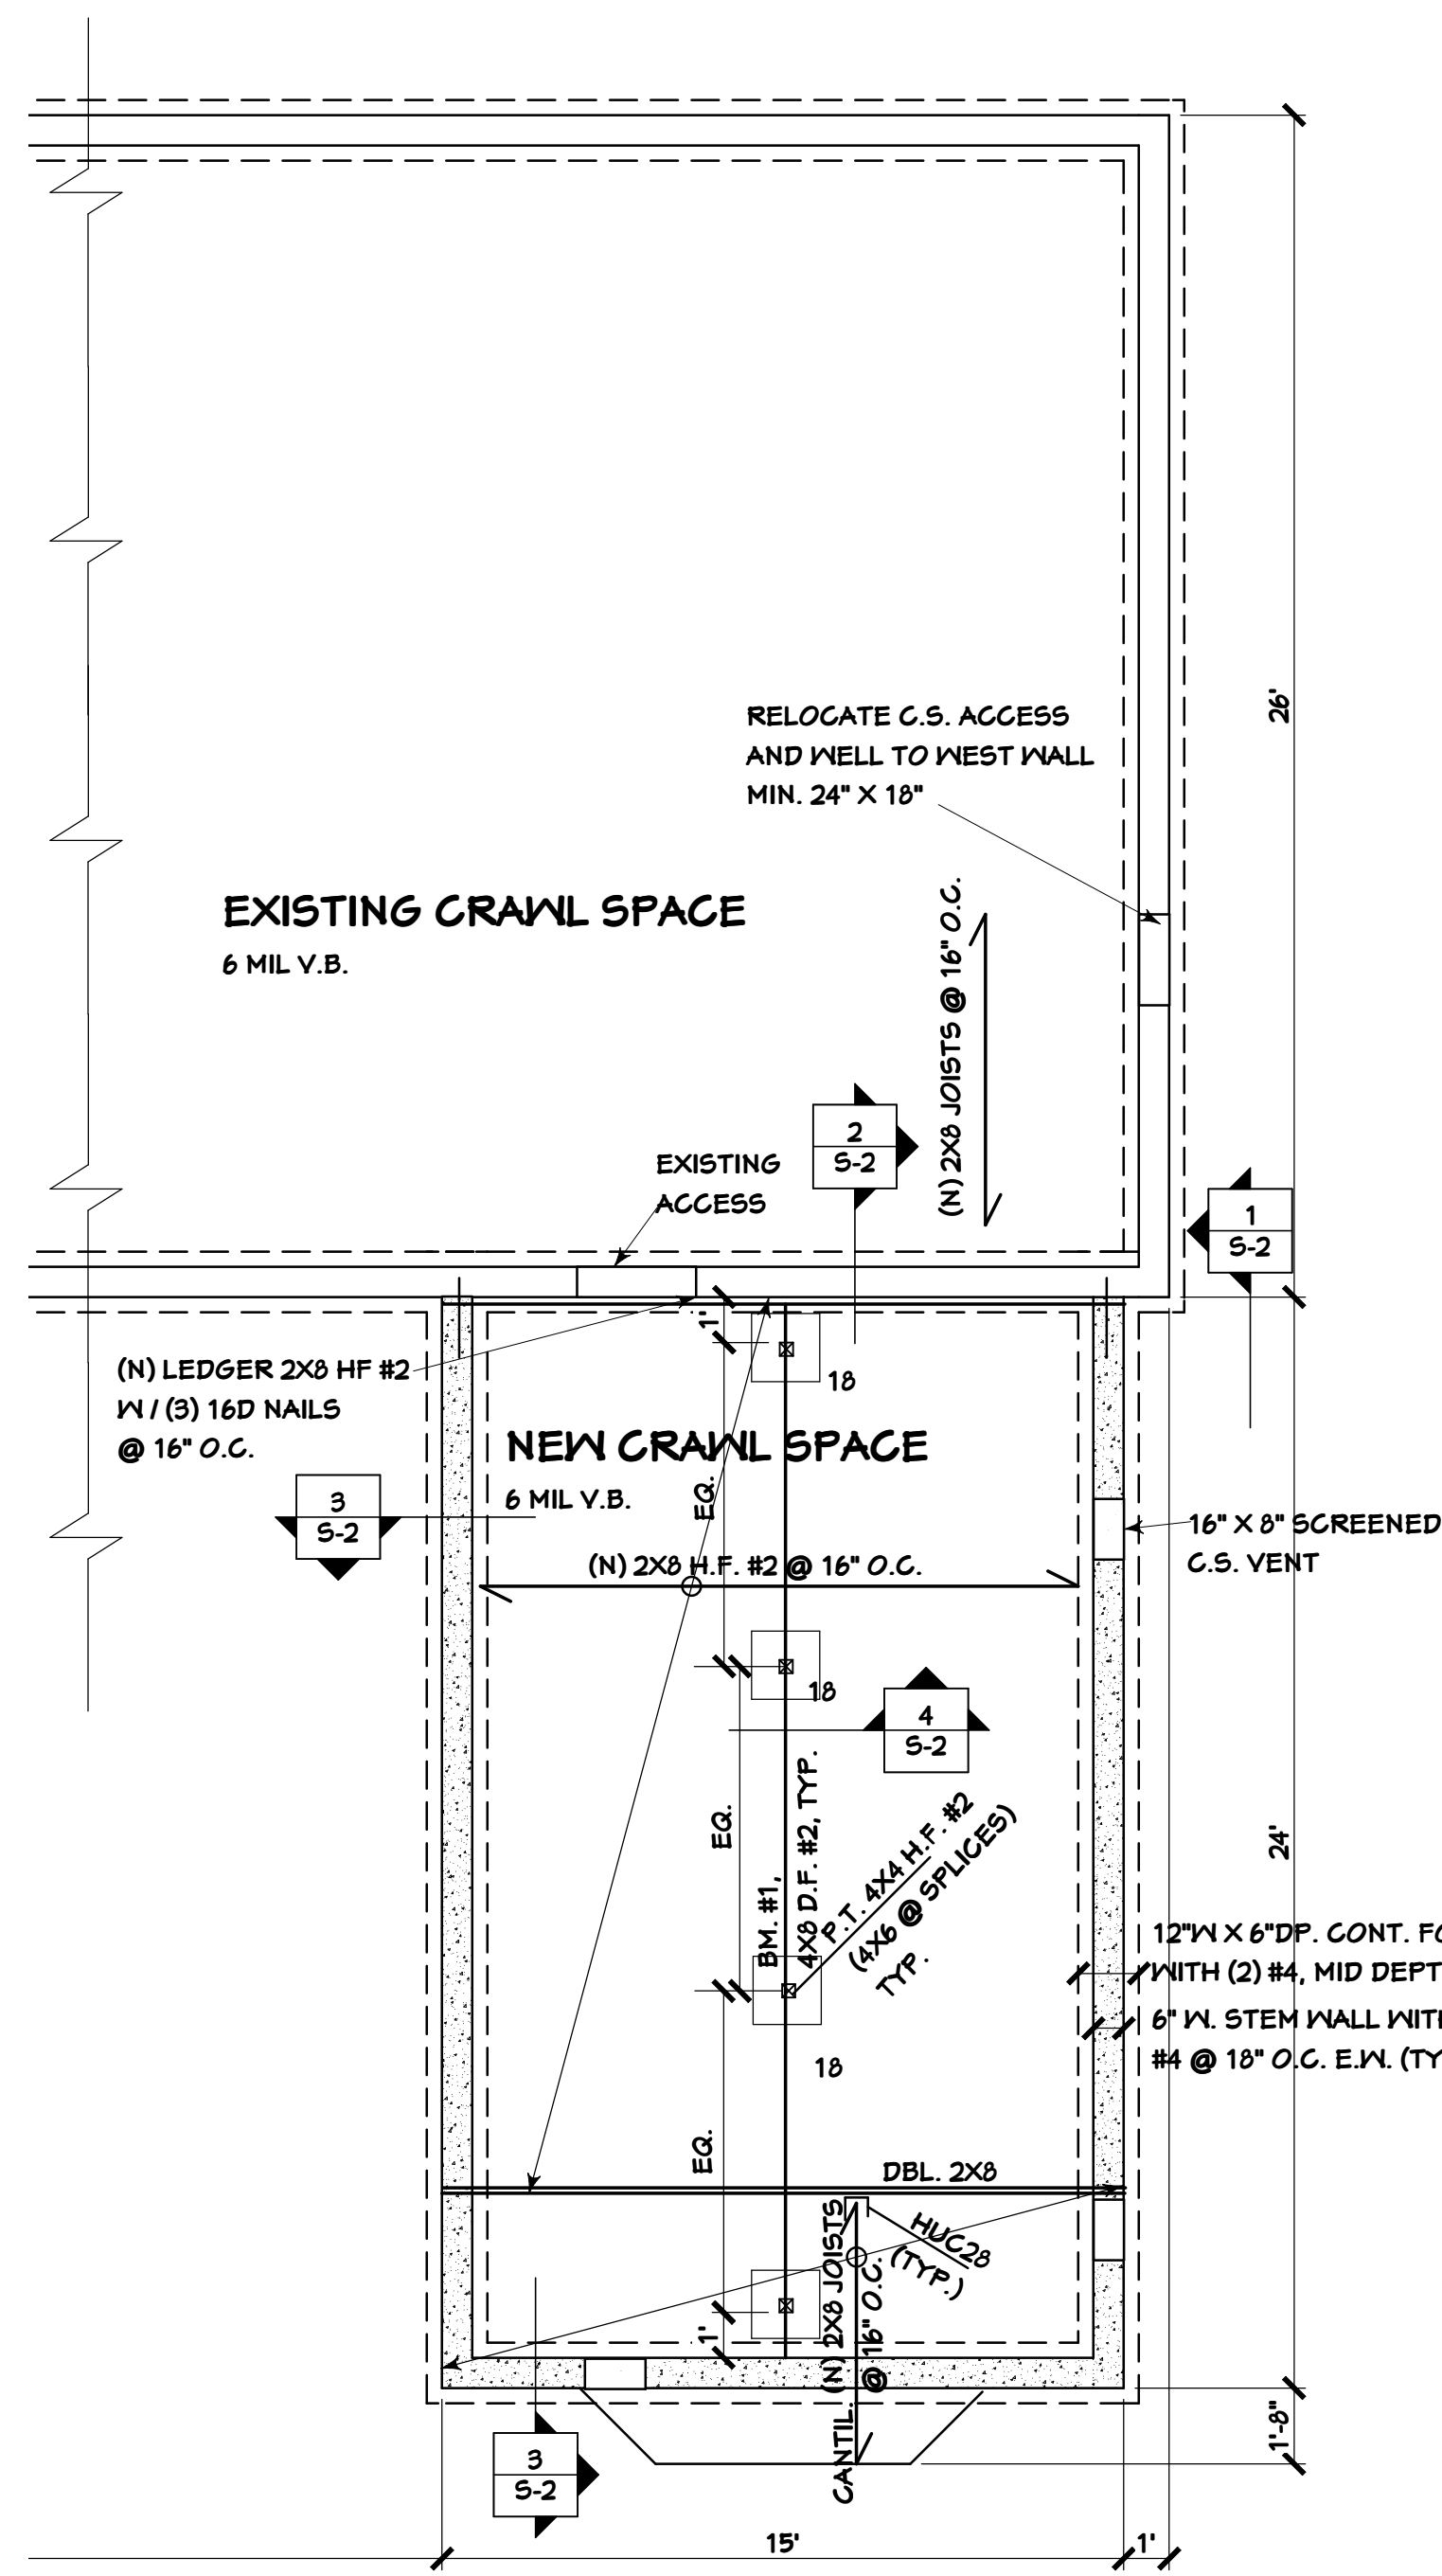 26'
RELOCATE C.S. ACCESS
AND WELL TO WEST WALL
MIN. 24" X 18"
EXISTING CRAWL SPACE
6 MIL V.B.
(N) 2X8 JOISTS @ 16" O.C.
2
S-2
EXISTING
ACCESS
1
S-2
1'
(N) LEDGER 2X8 HF #2
W / (3) 16D NAILS
@ 16" O.C.
18
NEW CRAWL SPACE
6 MIL V.B.
EQ.
3
S-2
16" X 8" SCREENED
C.S. VENT
(N) 2X8 H.F. #2 @ 16" O.C.
18
4
S-2
EQ.
BM. #1,
4X8 D.F. #2, TYP.
P.T. 4X4 H.F. #2
(4X6 @ SPLICES)
TYP.
24'
12"W X 6"DP. CONT.
WITH (2) #4, MID
6" W. STEM WALL
#4 @ 18" O.C. E.W.
18
EQ.
DBL. 2X8
HUC28
(TYP.)
CANTIL. (N) 2X8 JOISTS
@ 16" O.C.
1'
1'-8"
3
S-2
15'
1'